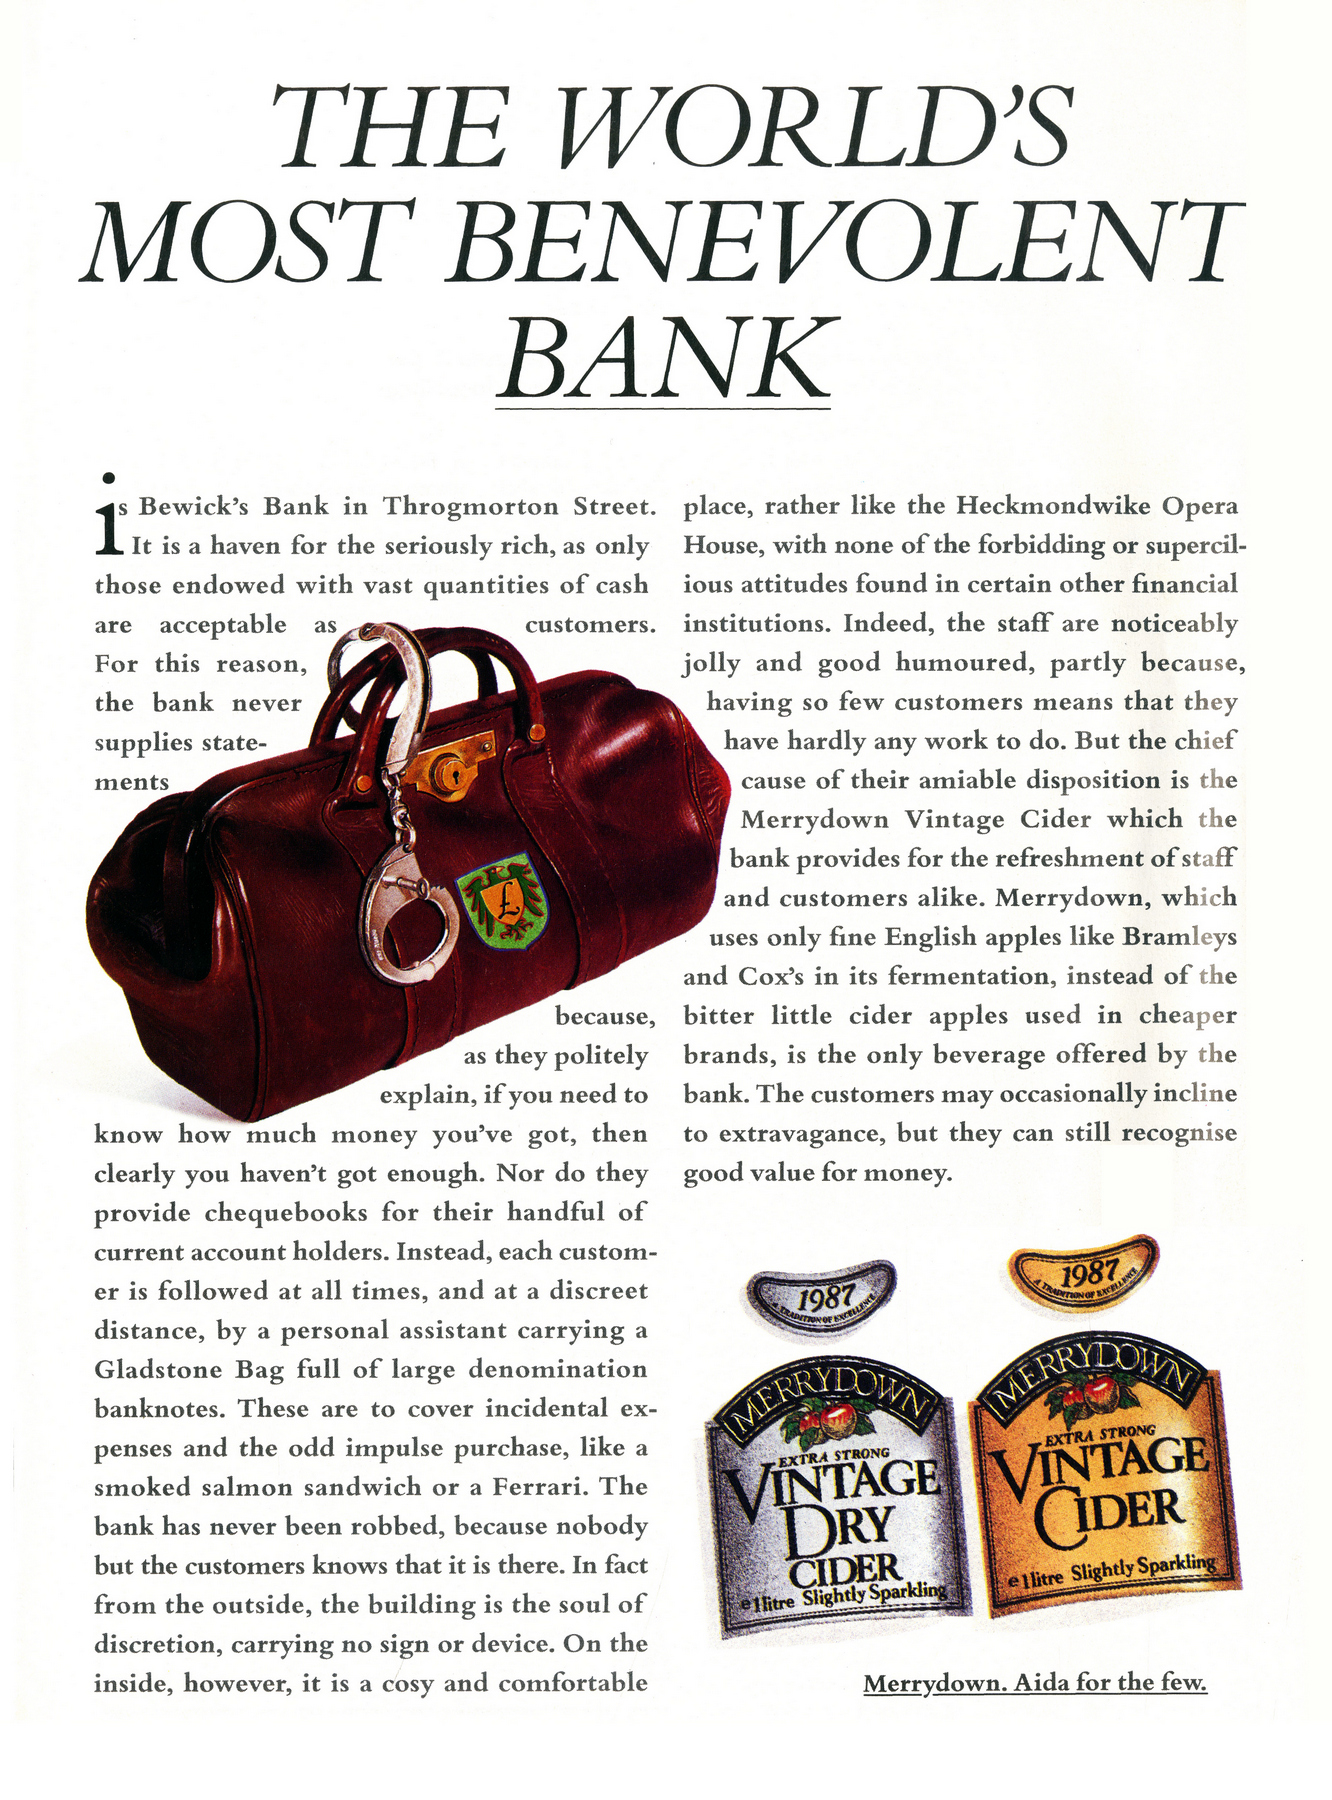 THE WORLD'S
MOST BENEVOLENT
BANK
is Bewick's Bank in Throgmorton Street.
It is a haven for the seriously rich, as only
those endowed with vast quantities of cash
are acceptable as customers.
For this reason,
the bank never
supplies state-
ments
because,
as they politely
explain, if you need to
know how much money you've got, then
clearly you haven't got enough. Nor do they
provide chequebooks for their handful of
current account holders. Instead, each custom-
er is followed at all times, and at a discreet
distance, by a personal assistant carrying a
Gladstone Bag full of large denomination
banknotes. These are to cover incidental ex-
penses and the odd impulse purchase, like a
smoked salmon sandwich or a Ferrari. The
bank has never been robbed, because nobody
but the customers knows that it is there. In fact
from the outside, the building is the soul of
discretion, carrying no sign or device. On the
inside, however, it is a cosy and comfortable
place, rather like the Heckmondwike Opera
House, with none of the forbidding or supercil-
ious attitudes found in certain other financial
institutions. Indeed, the staff are noticeably
jolly and good humoured, partly because,
having so few customers means that they
have hardly any work to do. But the chief
cause of their amiable disposition is the
Merrydown Vintage Cider which the
bank provides for the refreshment of staff
and customers alike. Merrydown, which
uses only fine English apples like Bramleys
and Cox's in its fermentation, instead of the
bitter little cider apples used in cheaper
brands, is the only beverage offered by the
bank. The customers may occasionally incline
to extravagance, but they can still recognise
good value for money.
£
1987
A TRADITION OF EXCELLENCE
MERRYDOWN
EXTRA STRONG
VINTAGE
DRY
CIDER
e 1 litre Slightly Sparkling
1987
A TRADITION OF EXCELLENCE
MERRYDOWN
EXTRA STRONG
VINTAGE
CIDER
e 1 litre Slightly Sparkling
Merrydown. Aida for the few.